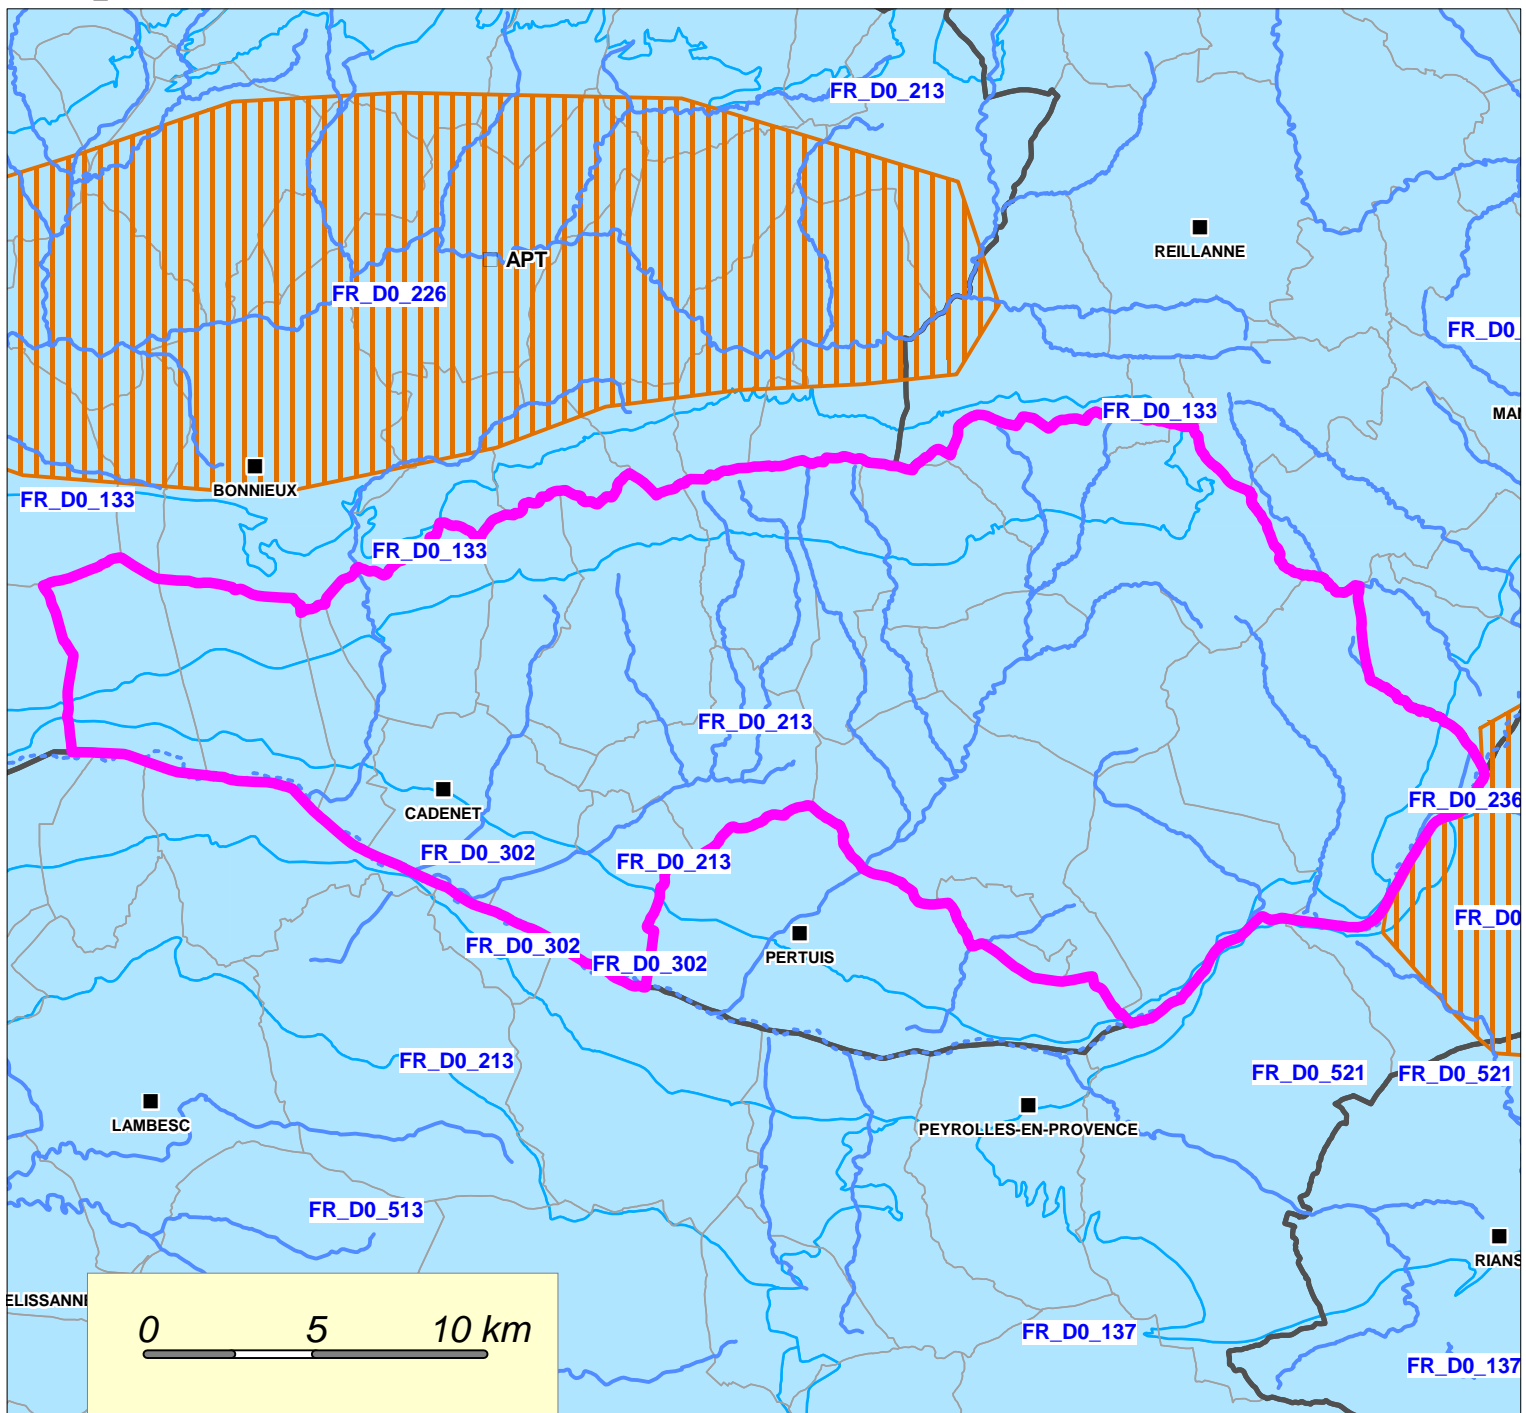 FR_D0_213
REILLANNE
APT
FR_D0_226
FR_D0_
FR_D0_133
MAN
BONNIEUX
FR_D0_133
FR_D0_133
FR_D0_213
FR_D0_236
CADENET
FR_D0_302
FR_D0_213
FR_D0
FR_D0_302
PERTUIS
FR_D0_302
FR_D0_213
FR_D0_521
FR_D0_521
LAMBESC
PEYROLLES-EN-PROVENCE
FR_D0_513
RIANS
ELISSANNE
0 5 10 km
FR_D0_137
FR_D0_137